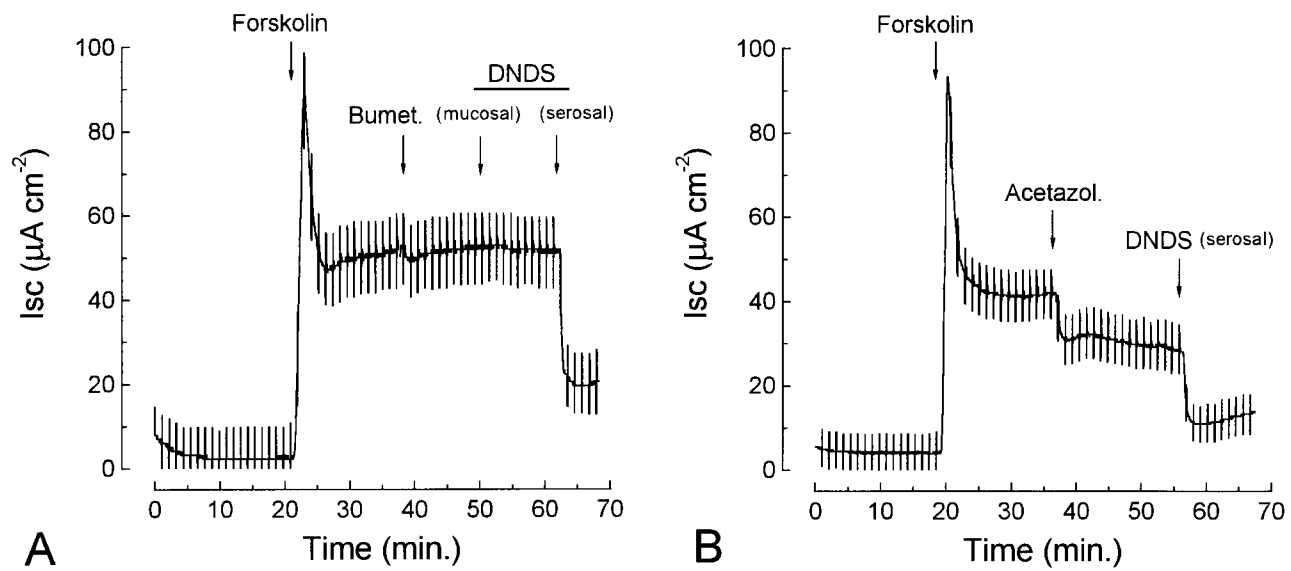 Forskolin
100
80
60
40
20
0
Isc (µA cm-2)
DNDS
Bumet. (mucosal) (serosal)
0 10 20 30 40 50 60 70
Time (min.)
A
Forskolin
100
80
60
40
20
0
Isc (µA cm-2)
Acetazol.
DNDS (serosal)
0 10 20 30 40 50 60 70
Time (min.)
B